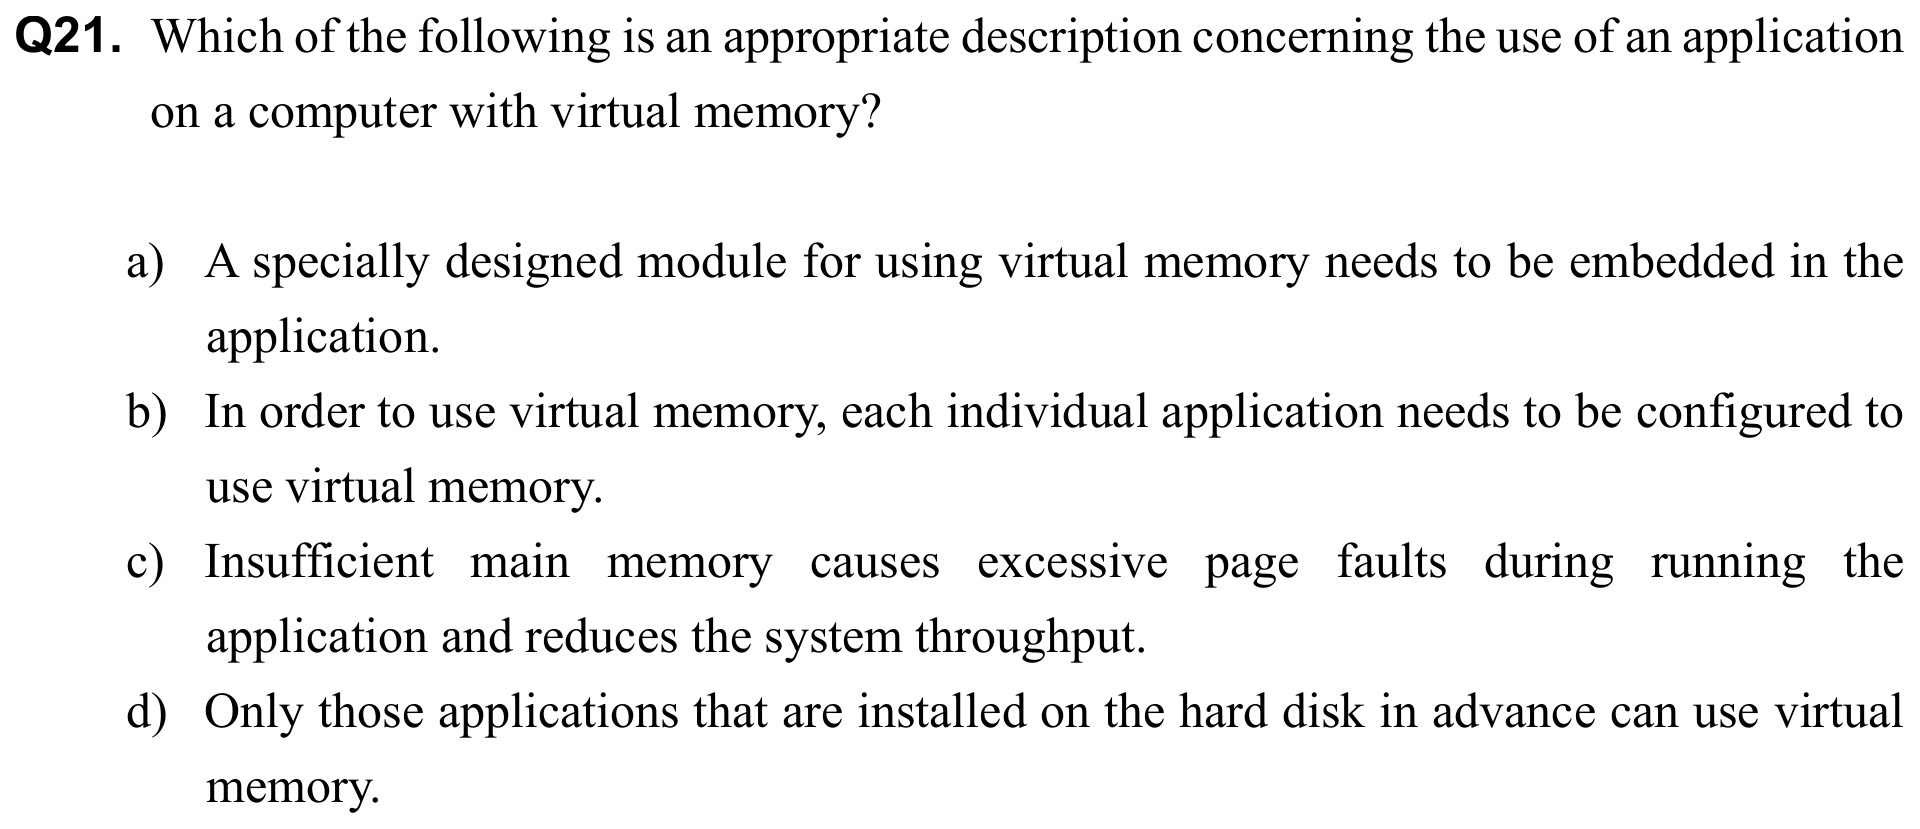 Q21. Which of the following is an appropriate description concerning the use of an application
on a computer with virtual memory?
a) A specially designed module for using virtual memory needs to be embedded in the
application.
b) In order to use virtual memory, each individual application needs to be configured to
use virtual memory.
c) Insufficient main memory causes excessive page faults during running the
application and reduces the system throughput.
d) Only those applications that are installed on the hard disk in advance can use virtual
memory.